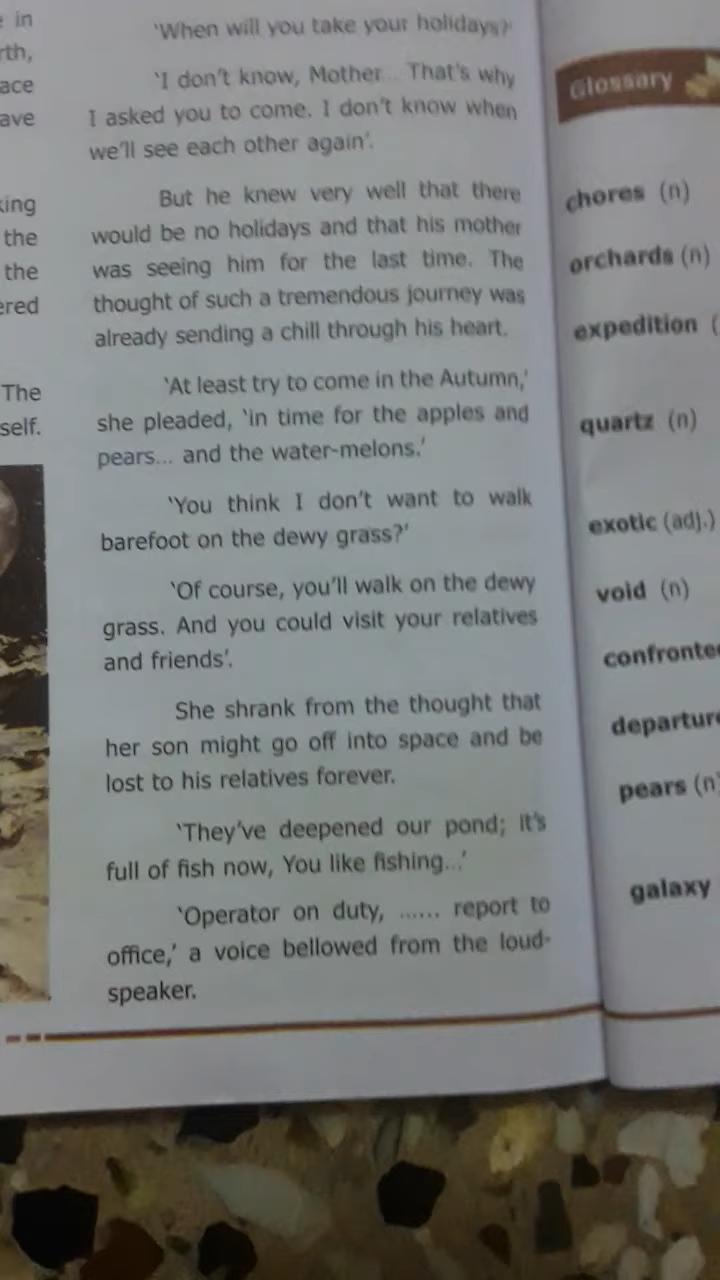 in
rth,
ace
ave
king
the
the
ered
The
self.
'When will you take your holidays?'
'I don't know, Mother... That's why
I asked you to come. I don't know when
we'll see each other again'.
But he knew very well that there
would be no holidays and that his mother
was seeing him for the last time. The
thought of such a tremendous journey was
already sending a chill through his heart.
'At least try to come in the Autumn,'
she pleaded, 'in time for the apples and
pears... and the water-melons.'
'You think I don't want to walk
barefoot on the dewy grass?'
'Of course, you'll walk on the dewy
grass. And you could visit your relatives
and friends'.
She shrank from the thought that
her son might go off into space and be
lost to his relatives forever.
'They've deepened our pond; it's
full of fish now, You like fishing...'
'Operator on duty, ...... report to
office,' a voice bellowed from the loud-
speaker.
Glossary
chores (n)
orchards (n)
expedition (
quartz (n)
exotic (adj.)
void (n)
confronte
departure
pears (n)
galaxy